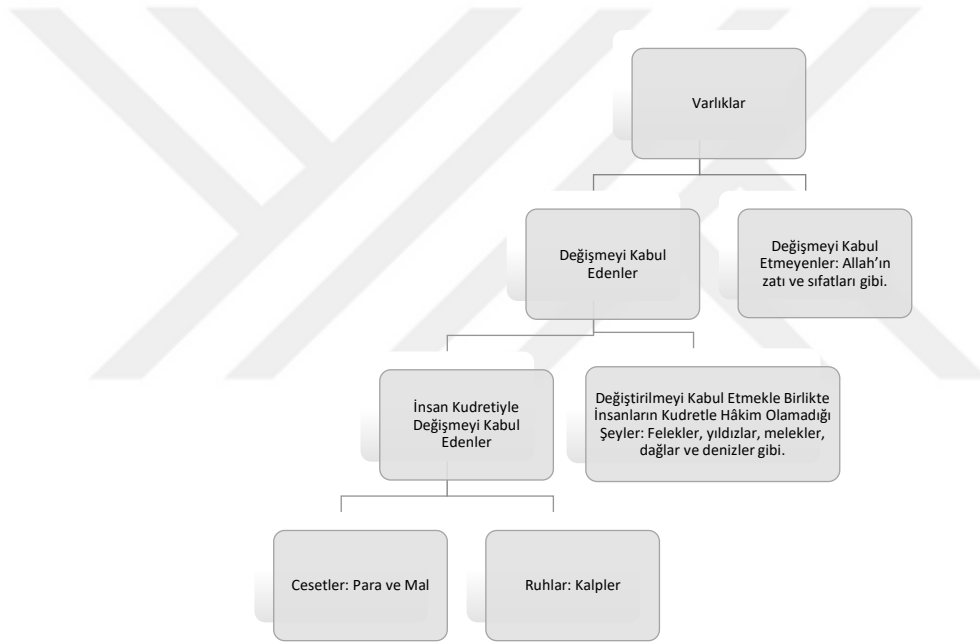 Varlıklar
Değişmeyi Kabul
Edenler
Değişmeyi Kabul
Etmeyenler: Allah’ın
zatı ve sıfatları gibi.
İnsan Kudretiyle
Değişmeyi Kabul
Edenler
Değiştirilmeyi Kabul Etmekle Birlikte
İnsanların Kudretle Hâkim Olamadığı
Şeyler: Felekler, yıldızlar, melekler,
dağlar ve denizler gibi.
Cesetler: Para ve Mal
Ruhlar: Kalpler